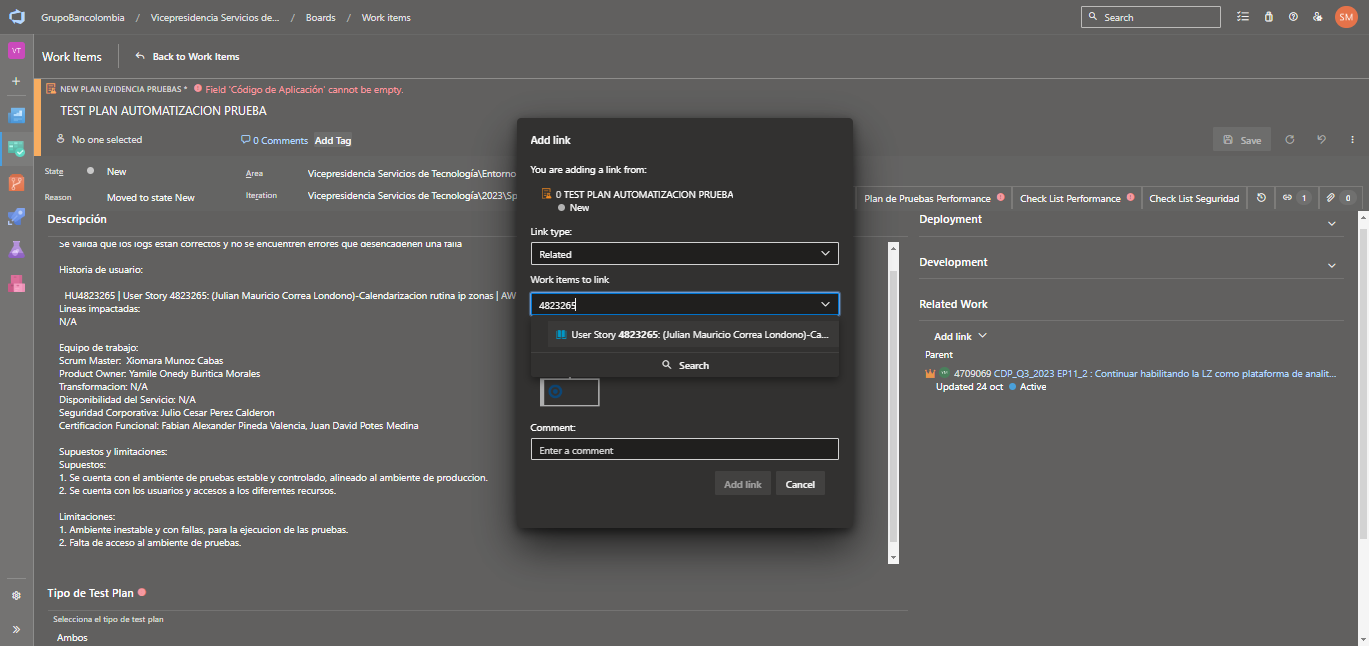 GrupoBancolombia / Vicepresidencia Servicios de... / Boards / Work items
Search
SM
VT
Work Items
Back to Work Items
NEW PLAN EVIDENCIA PRUEBAS * Field 'Código de Aplicación' cannot be empty.
TEST PLAN AUTOMATIZACION PRUEBA
No one selected
0 Comments
Add Tag
Save
State
New
Area
Vicepresidencia Servicios de Tecnología\Entorno
Reason
Moved to state New
Iteration
Vicepresidencia Servicios de Tecnología\2023\Sp
Plan de Pruebas Performance
Check List Performance
Check List Seguridad
1
0
Descripción
Se valida que los logs estan correctos y no se encuentren errores que desencadenen una falla
Historia de usuario:
HU4823265 | User Story 4823265: (Julian Mauricio Correa Londono)-Calendarizacion rutina ip zonas | AW
Lineas impactadas:
N/A
Equipo de trabajo:
Scrum Master: Xiomara Munoz Cabas
Product Owner: Yamile Onedy Buritica Morales
Transformacion: N/A
Disponibilidad del Servicio: N/A
Seguridad Corporativa: Julio Cesar Perez Calderon
Certificacion Funcional: Fabian Alexander Pineda Valencia, Juan David Potes Medina
Supuestos y limitaciones:
Supuestos:
1. Se cuenta con el ambiente de pruebas estable y controlado, alineado al ambiente de produccion.
2. Se cuenta con los usuarios y accesos a los diferentes recursos.
Limitaciones:
1. Ambiente inestable y con fallas, para la ejecucion de las pruebas.
2. Falta de acceso al ambiente de pruebas.
Tipo de Test Plan
Selecciona el tipo de test plan
Ambos
Add link
You are adding a link from:
0 TEST PLAN AUTOMATIZACION PRUEBA
New
Link type:
Related
Work items to link
4823265
User Story 4823265: (Julian Mauricio Correa Londono)-Ca...
Search
Comment:
Enter a comment
Add link
Cancel
Deployment
Development
Related Work
Add link
Parent
4709069 CDP_Q3_2023 EP11_2 : Continuar habilitando la LZ como plataforma de analit...
Updated 24 oct
Active